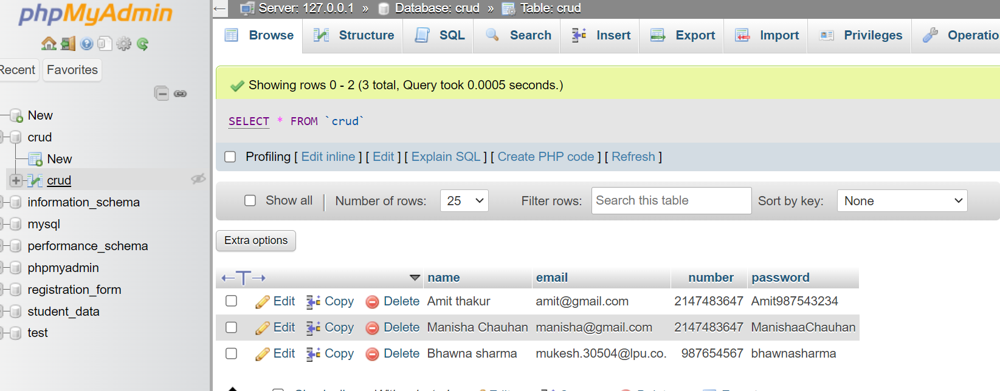 phpMyAdmin
Recent Favorites
New
crud
New
crud
information_schema
mysql
performance_schema
phpmyadmin
registration_form
student_data
test
Server: 127.0.0.1 » Database: crud » Table: crud
Browse Structure SQL Search Insert Export Import Privileges Operatio
Showing rows 0 - 2 (3 total, Query took 0.0005 seconds.)
SELECT * FROM `crud`
Profiling [ Edit inline ] [ Edit ] [ Explain SQL ] [ Create PHP code ] [ Refresh ]
Show all | Number of rows: 25 Filter rows: Search this table Sort by key: None
Extra options
←T→ name email number password
Edit Copy Delete Amit thakur amit@gmail.com 2147483647 Amit987543234
Edit Copy Delete Manisha Chauhan manisha@gmail.com 2147483647 ManishaaChauhan
Edit Copy Delete Bhawna sharma mukesh.30504@lpu.co. 987654567 bhawnasharma